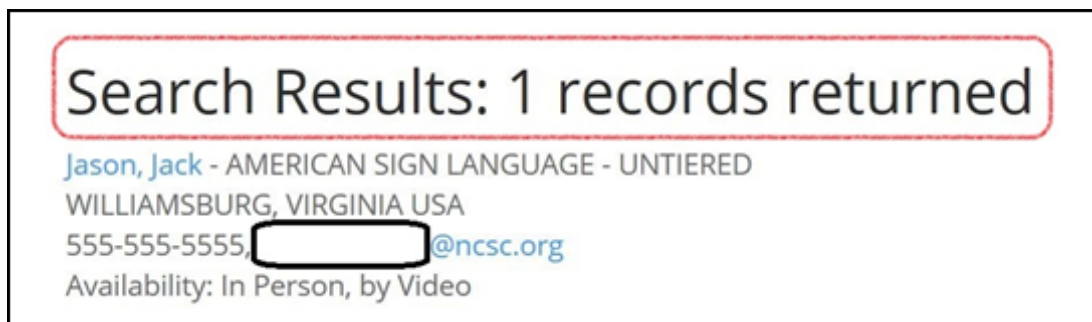 Search Results: 1 records returned
Jason, Jack - AMERICAN SIGN LANGUAGE - UNTIERED
WILLIAMSBURG, VIRGINIA USA
555-555-5555, @ncsc.org
Availability: In Person, by Video